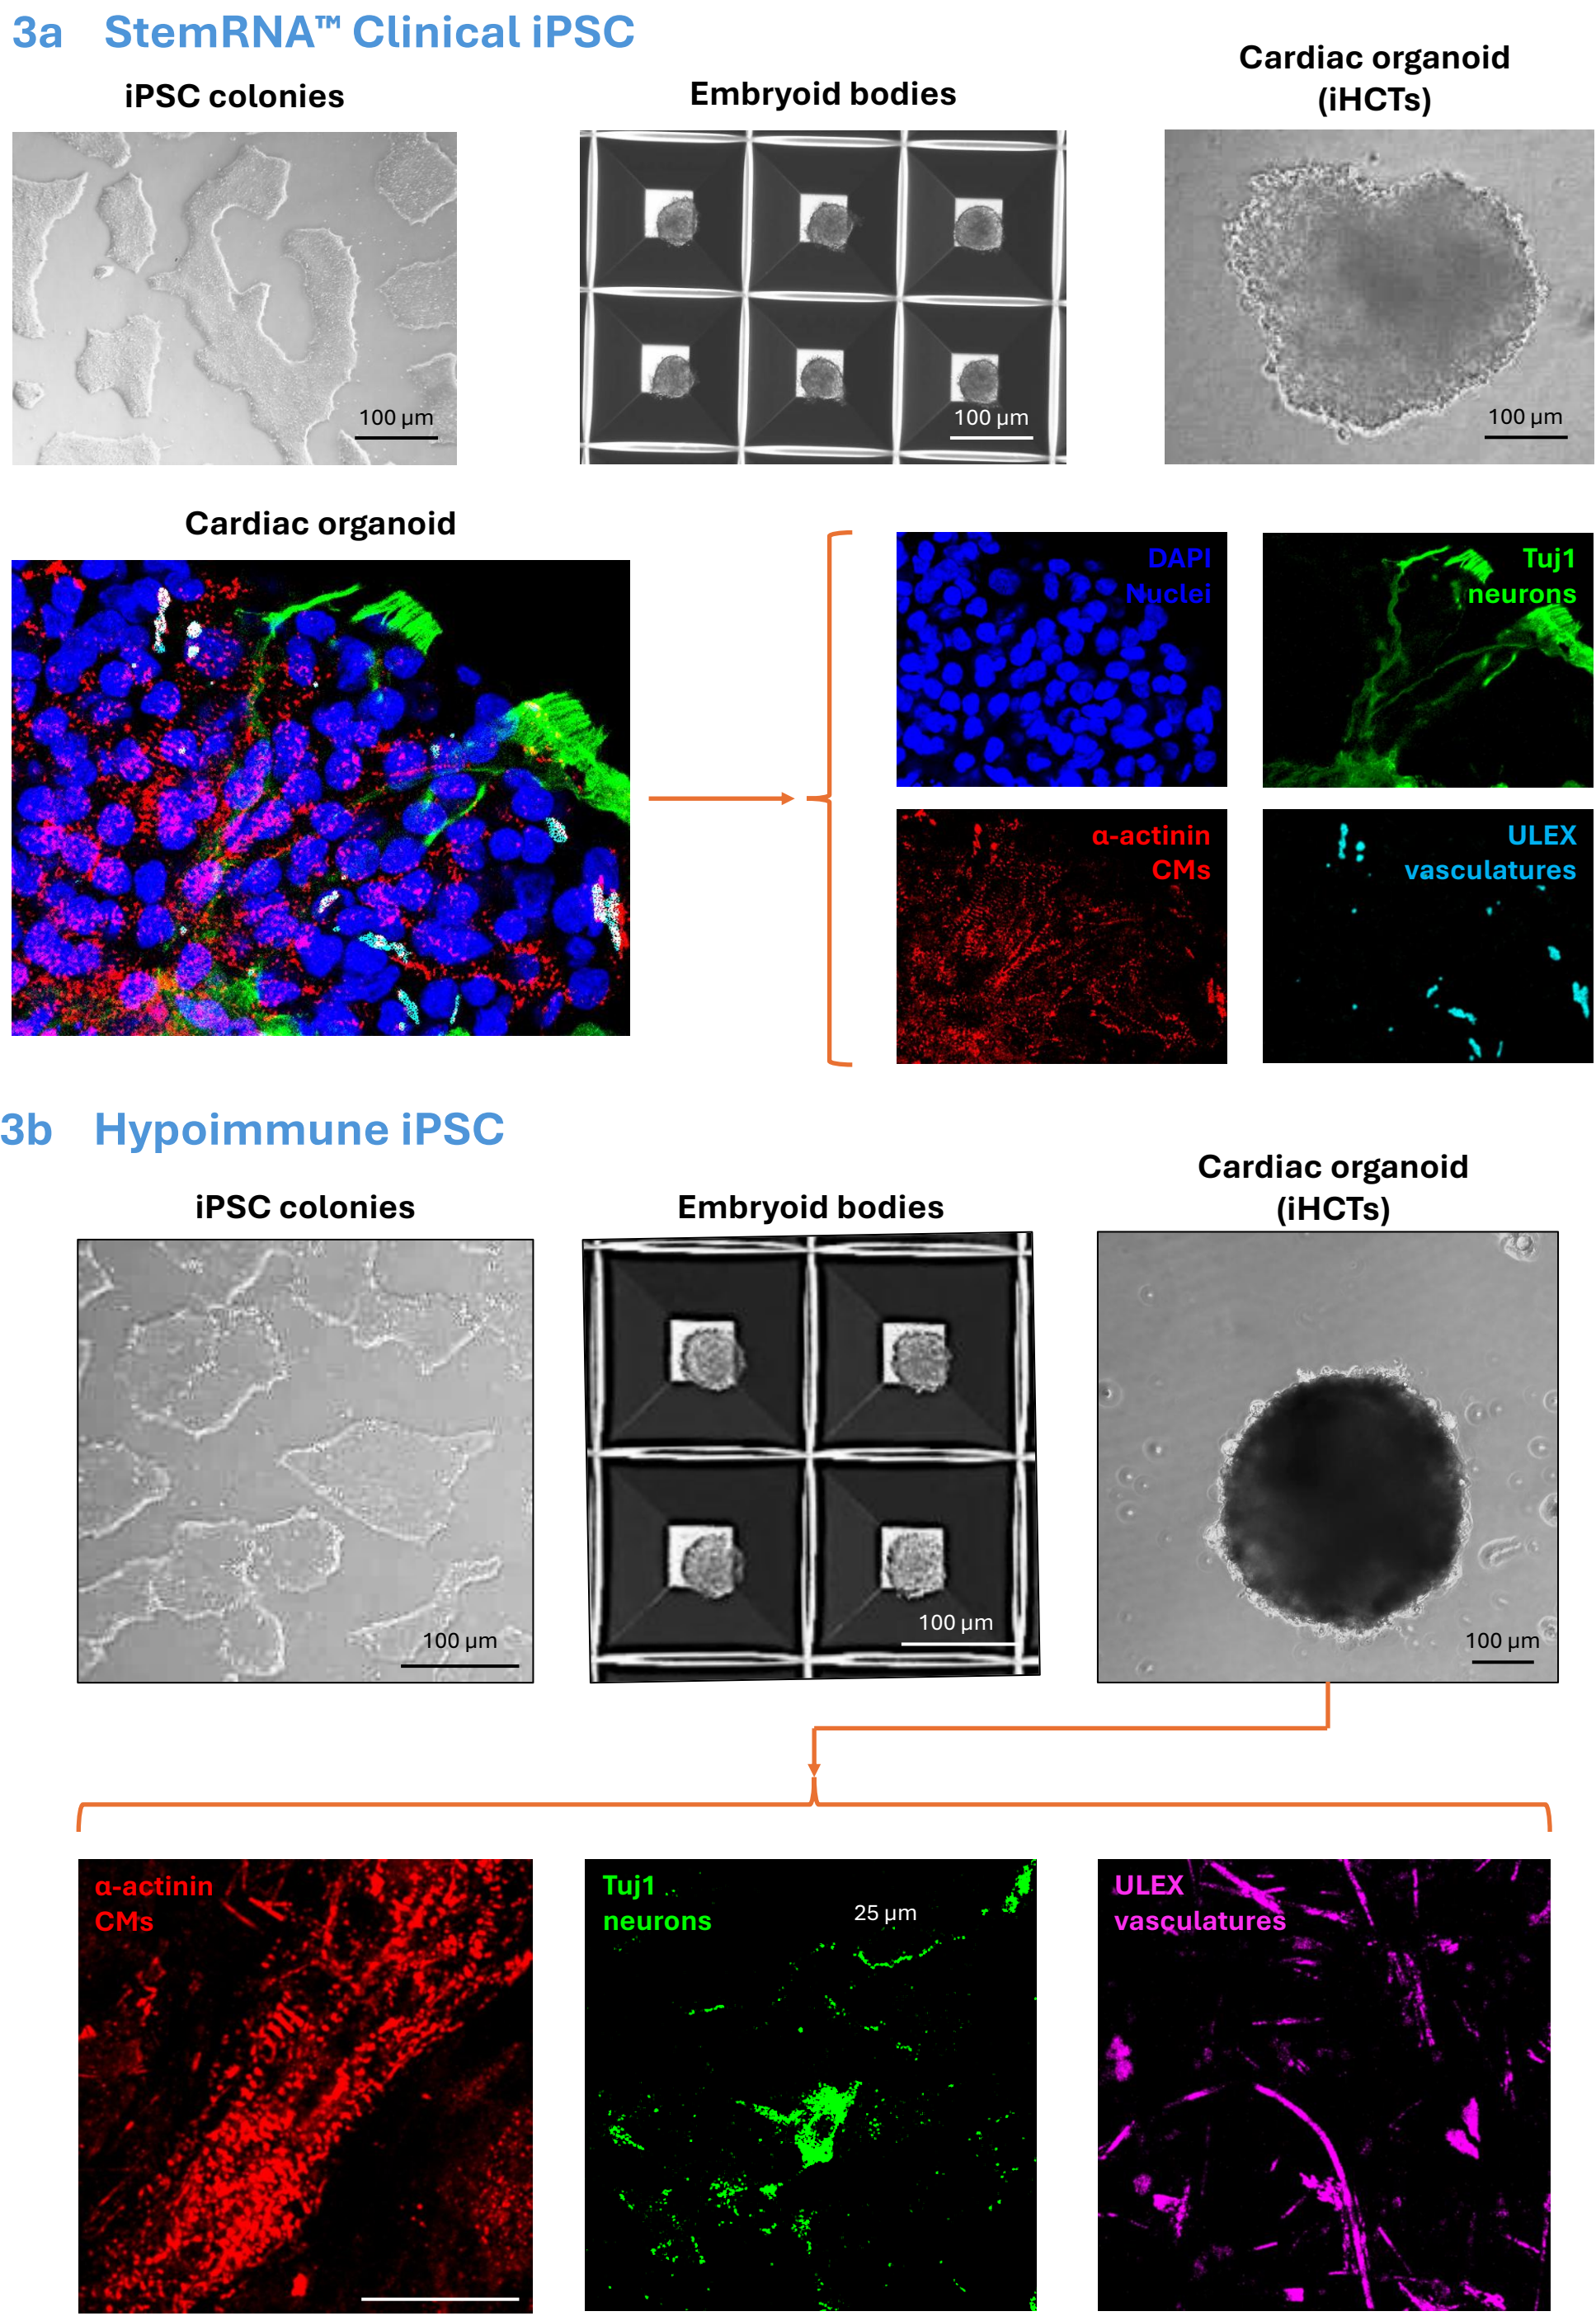 3a StemRNA™ Clinical iPSC
iPSC colonies
Embryoid bodies
Cardiac organoid
(iHCTs)
100 µm
100 µm
100 µm
Cardiac organoid
DAPI
Nuclei
Tuj1
neurons
α-actinin
CMs
ULEX
vasculatures
3b Hypoimmune iPSC
iPSC colonies
Embryoid bodies
Cardiac organoid
(iHCTs)
100 µm
100 µm
100 µm
α-actinin
CMs
Tuj1
neurons
25 µm
ULEX
vasculatures